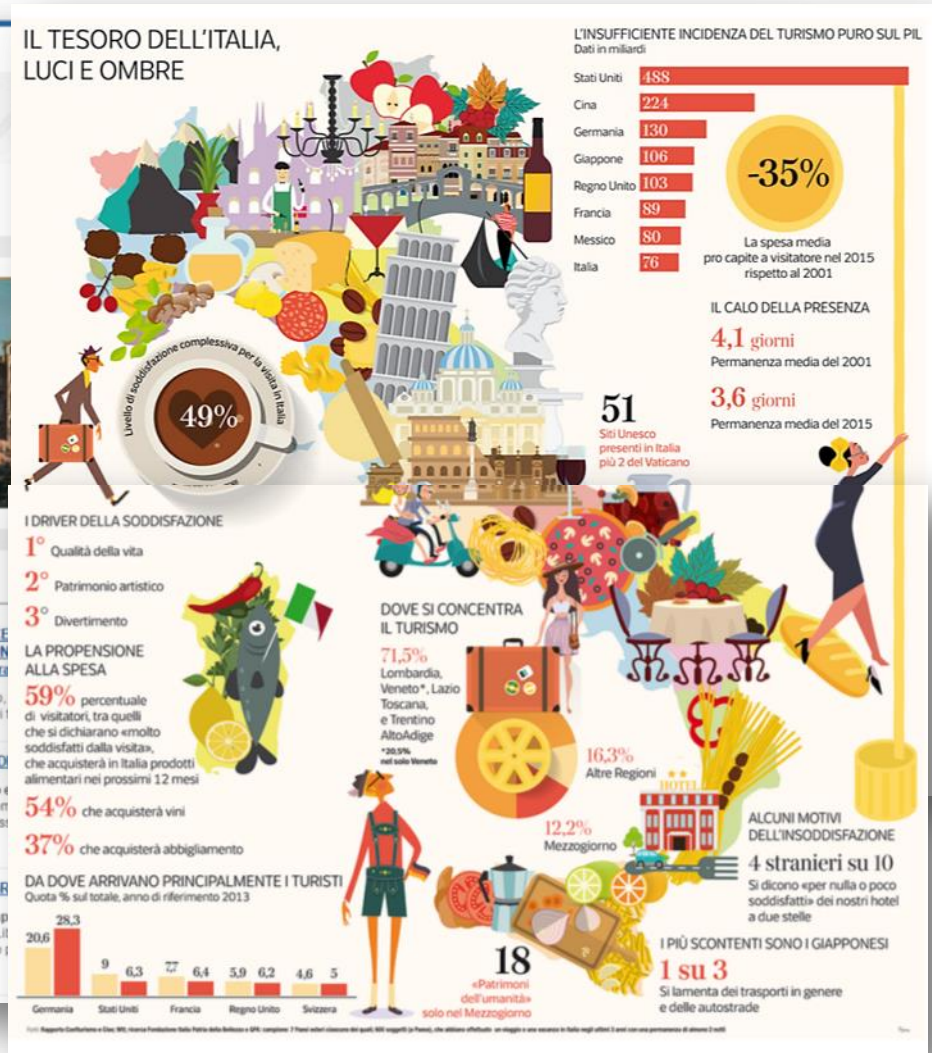 IL TESORO DELL'ITALIA,
LUCI E OMBRE
L'INSUFFICIENTE INCIDENZA DEL TURISMO PURO SUL PIL
Dati in miliardi
Stati Uniti 488
Cina 224
Germania 130
Giappone 106
Regno Unito 103
Francia 89
Messico 80
Italia 76
-35%
La spesa media
pro capite a visitatore nel 2015
rispetto al 2001
IL CALO DELLA PRESENZA
4,1 giorni
Permanenza media del 2001
3,6 giorni
Permanenza media del 2015
Livello di soddisfazione complessiva per la visita in Italia
49%
51
Siti Unesco
presenti in Italia
più 2 del Vaticano
I DRIVER DELLA SODDISFAZIONE
1° Qualità della vita
2° Patrimonio artistico
3° Divertimento
LA PROPENSIONE
ALLA SPESA
59% percentuale
di visitatori, tra quelli
che si dichiarano «molto
soddisfatti dalla visita»,
che acquisterà in Italia prodotti
alimentari nei prossimi 12 mesi
54% che acquisterà vini
37% che acquisterà abbigliamento
DOVE SI CONCENTRA
IL TURISMO
71,5%
Lombardia,
Veneto*, Lazio
Toscana,
e Trentino
AltoAdige
*20,5%
nel solo Veneto
16,3%
Altre Regioni
12,2%
Mezzogiorno
HOTEL
ALCUNI MOTIVI
DELL'INSODDISFAZIONE
4 stranieri su 10
Si dicono «per nulla o poco
soddisfatti» dei nostri hotel
a due stelle
I PIÙ SCONTENTI SONO I GIAPPONESI
1 su 3
Si lamenta dei trasporti in genere
e delle autostrade
DA DOVE ARRIVANO PRINCIPALMENTE I TURISTI
Quota % sul totale, anno di riferimento 2013
20,6 28,3 9 6,3 7,7 6,4 5,9 6,2 4,6 5
Germania Stati Uniti Francia Regno Unito Svizzera
18
«Patrimoni
dell'umanità»
solo nel Mezzogiorno